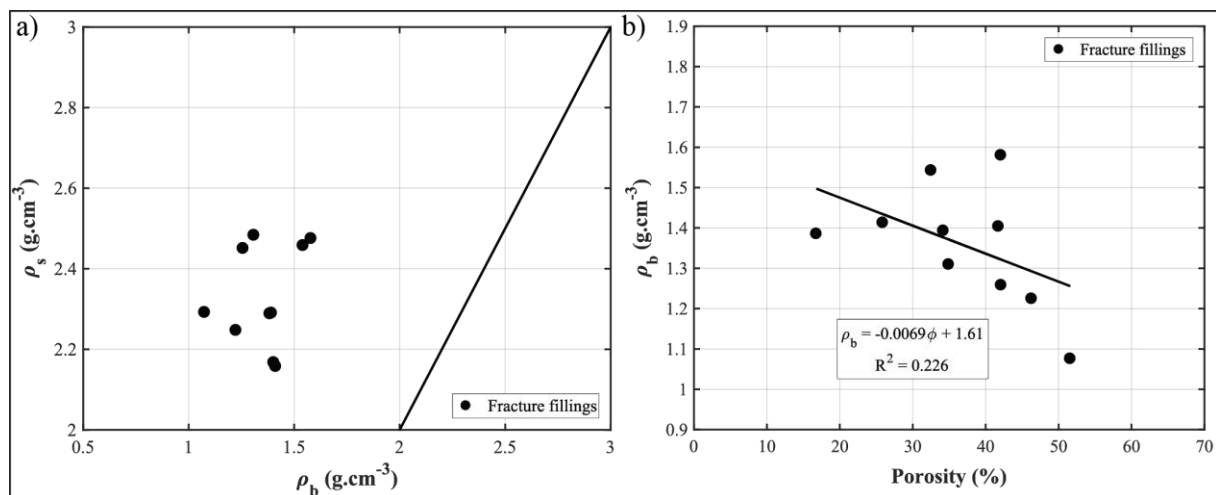 a)
3
2.8
2.6
2.4
2.2
2
ρs (g.cm-3)
0.5 1 1.5 2 2.5 3
ρb (g.cm-3)
Fracture fillings
b)
1.9
1.8
1.7
1.6
1.5
1.4
1.3
1.2
1.1
1
0.9
ρb (g.cm-3)
Fracture fillings
ρb = -0.0069ϕ + 1.61
R2 = 0.226
0 10 20 30 40 50 60 70
Porosity (%)